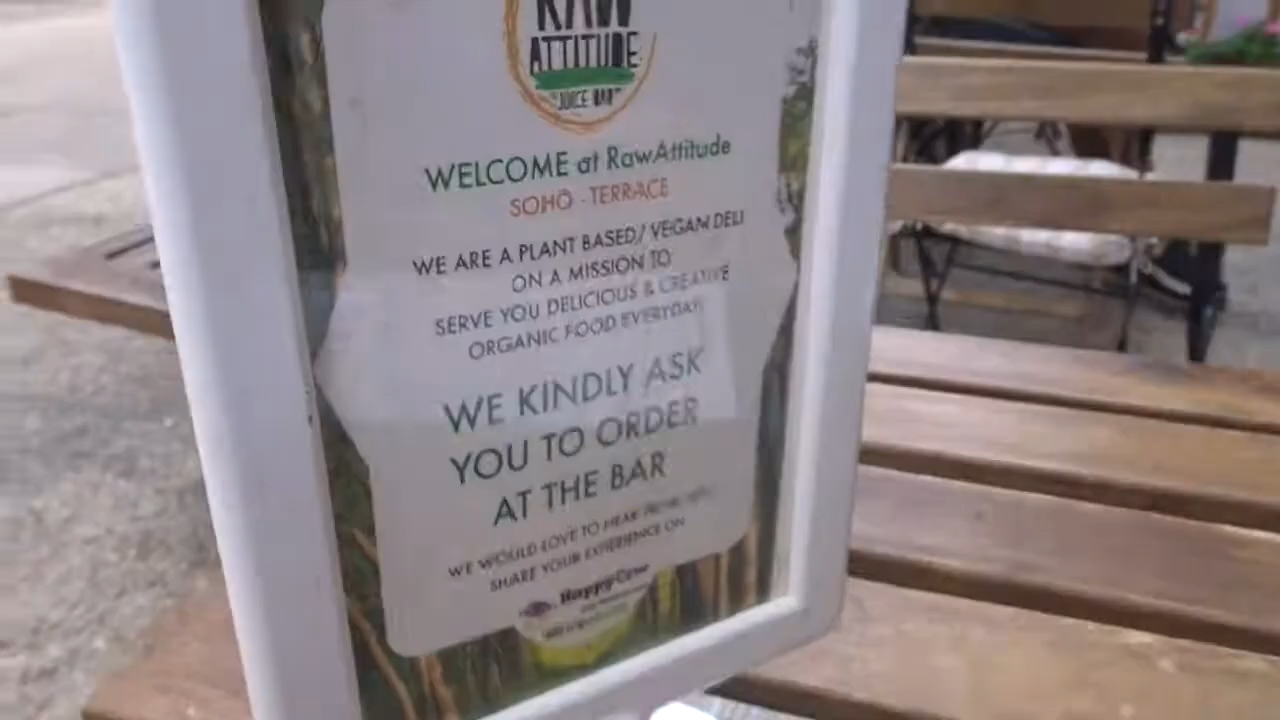 RAW
ATTITUDE
JUICE BAR
WELCOME at RawAttitude
SOHO - TERRACE
WE ARE A PLANT BASED/ VEGAN DELI
ON A MISSION TO
SERVE YOU DELICIOUS & CREATIVE
ORGANIC FOOD EVERYDAY.
WE KINDLY ASK
YOU TO ORDER
AT THE BAR
WE WOULD LOVE TO HEAR FROM YOU
SHARE YOUR EXPERIENCE ON
HappyCow